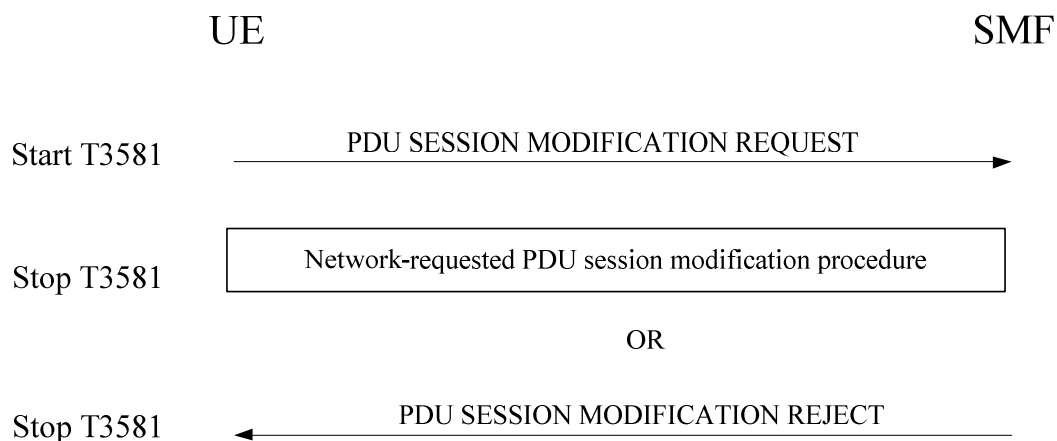 UE SMF
Start T3581 PDU SESSION MODIFICATION REQUEST
Stop T3581 Network-requested PDU session modification procedure
OR
Stop T3581 PDU SESSION MODIFICATION REJECT